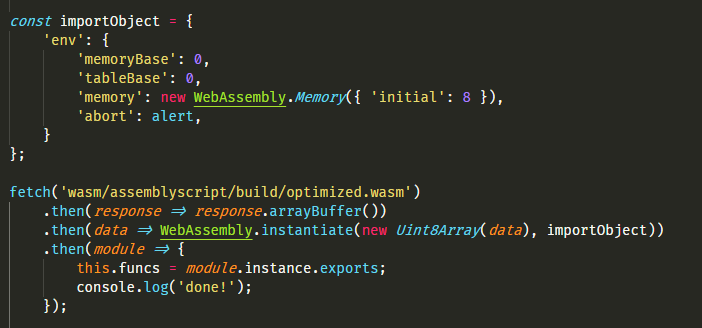 const importObject = {
    'env': {
        'memoryBase': 0,
        'tableBase': 0,
        'memory': new WebAssembly.Memory({ 'initial': 8 }),
        'abort': alert,
    }
};
fetch('wasm/assemblyscript/build/optimized.wasm')
    .then(response => response.arrayBuffer())
    .then(data => WebAssembly.instantiate(new Uint8Array(data), importObject))
    .then(module => {
        this.funcs = module.instance.exports;
        console.log('done!');
    });